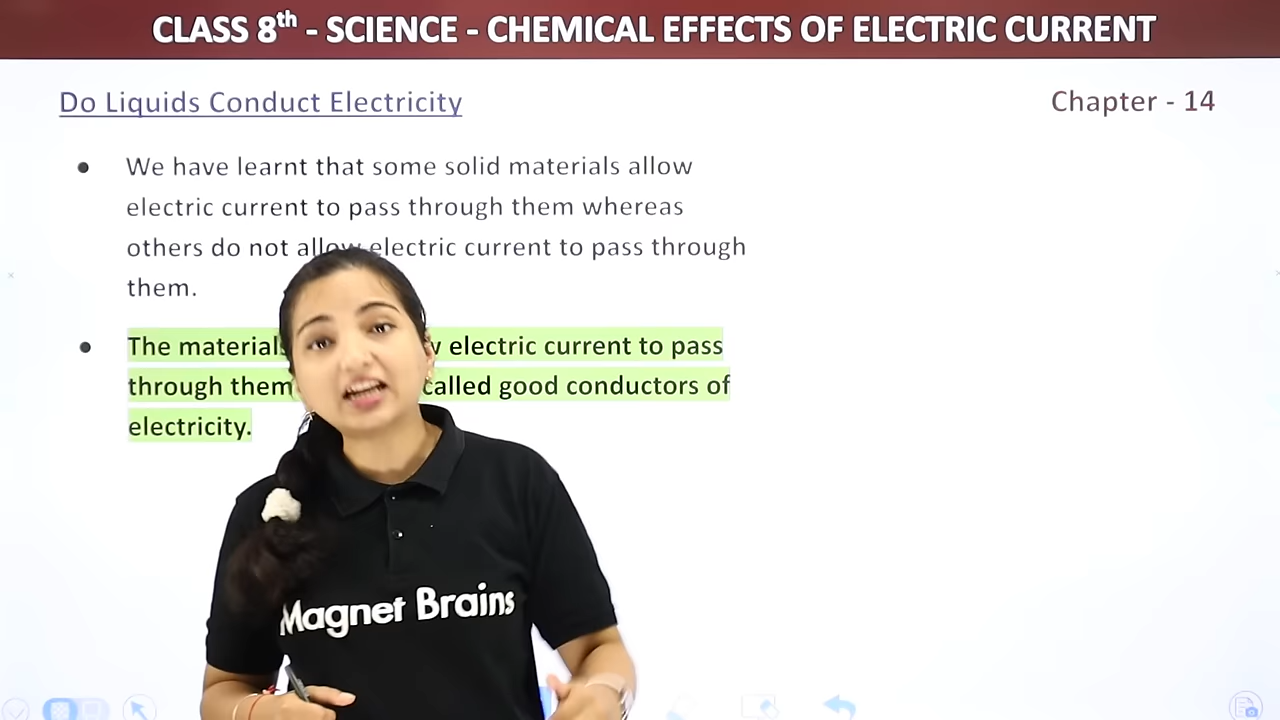 CLASS 8th - SCIENCE - CHEMICAL EFFECTS OF ELECTRIC CURRENT
Do Liquids Conduct Electricity
Chapter - 14
We have learnt that some solid materials allow
electric current to pass through them whereas
others do not allow electric current to pass through
them.
The materials electric current to pass
through them called good conductors of
electricity.
Magnet Brains